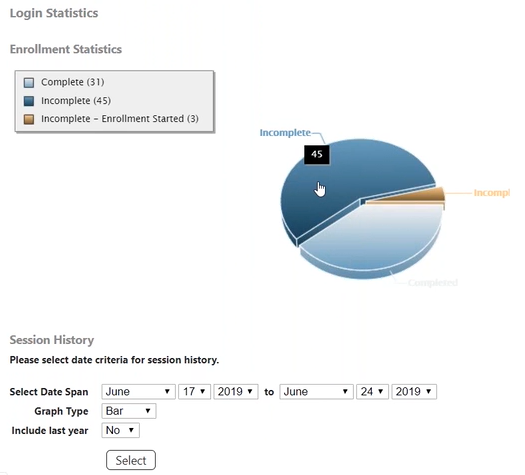 Login Statistics
Enrollment Statistics
Complete (31)
Incomplete (45)
Incomplete – Enrollment Started (3)
Incomplete
45
Incompl
Completed
Session History
Please select date criteria for session history.
Select Date Span June 17 2019 to June 24 2019
Graph Type Bar
Include last year No
Select